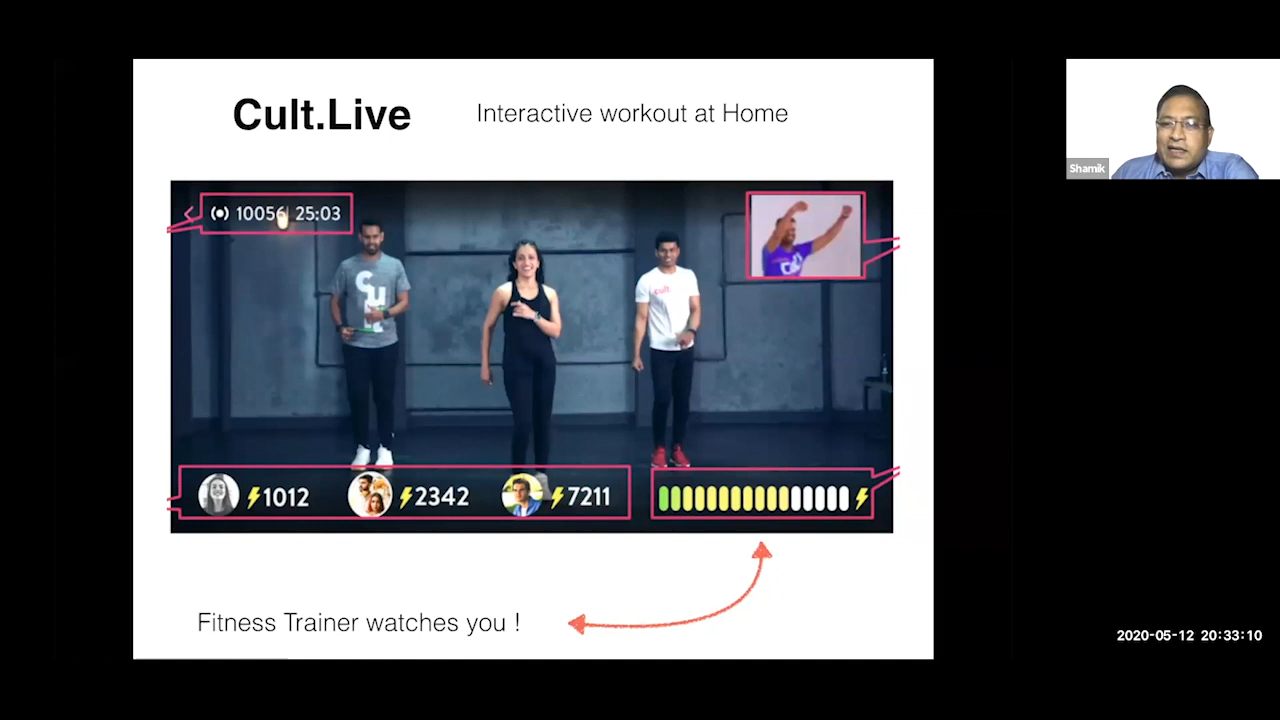 Cult.Live
Interactive workout at Home
10056 25:03
cult.
1012
2342
7211
Fitness Trainer watches you !
Shamik
2020-05-12 20:33:10